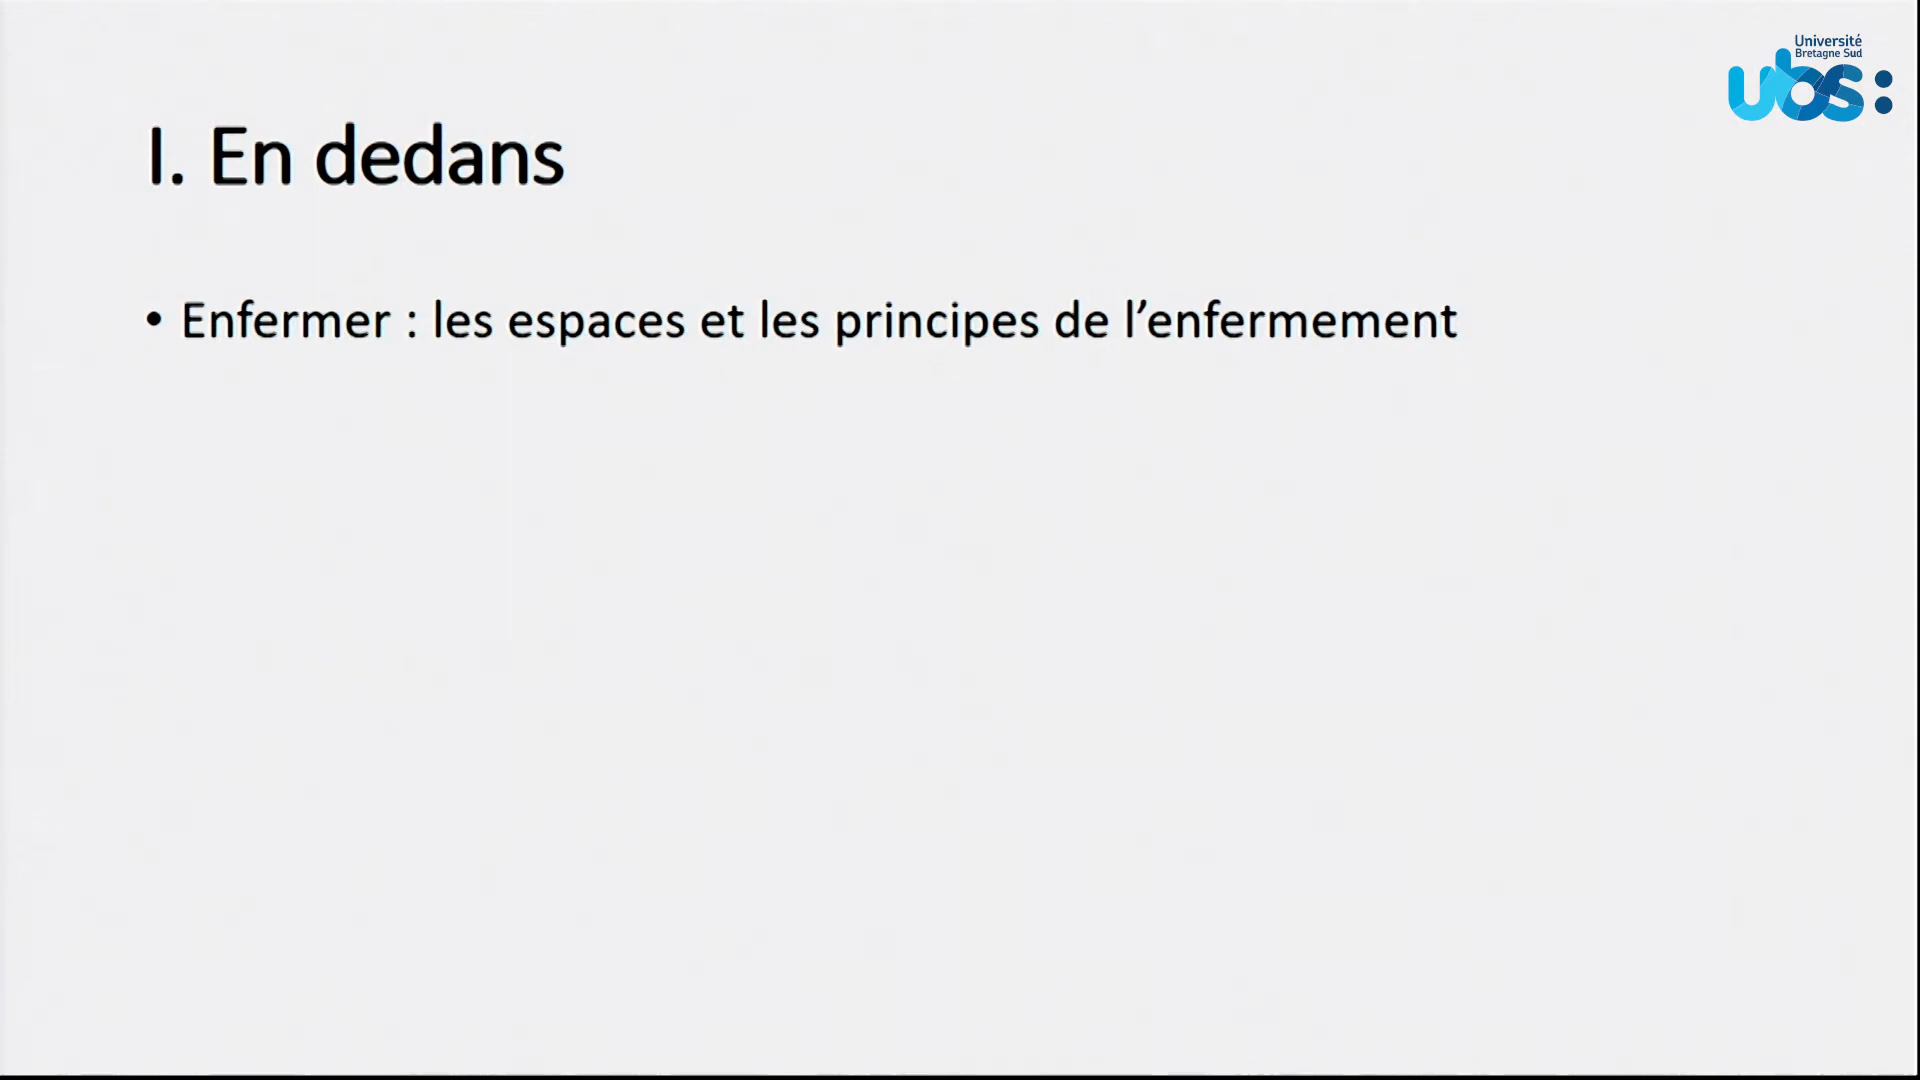 Université
Bretagne Sud
ubs:
I. En dedans
• Enfermer : les espaces et les principes de l’enfermement